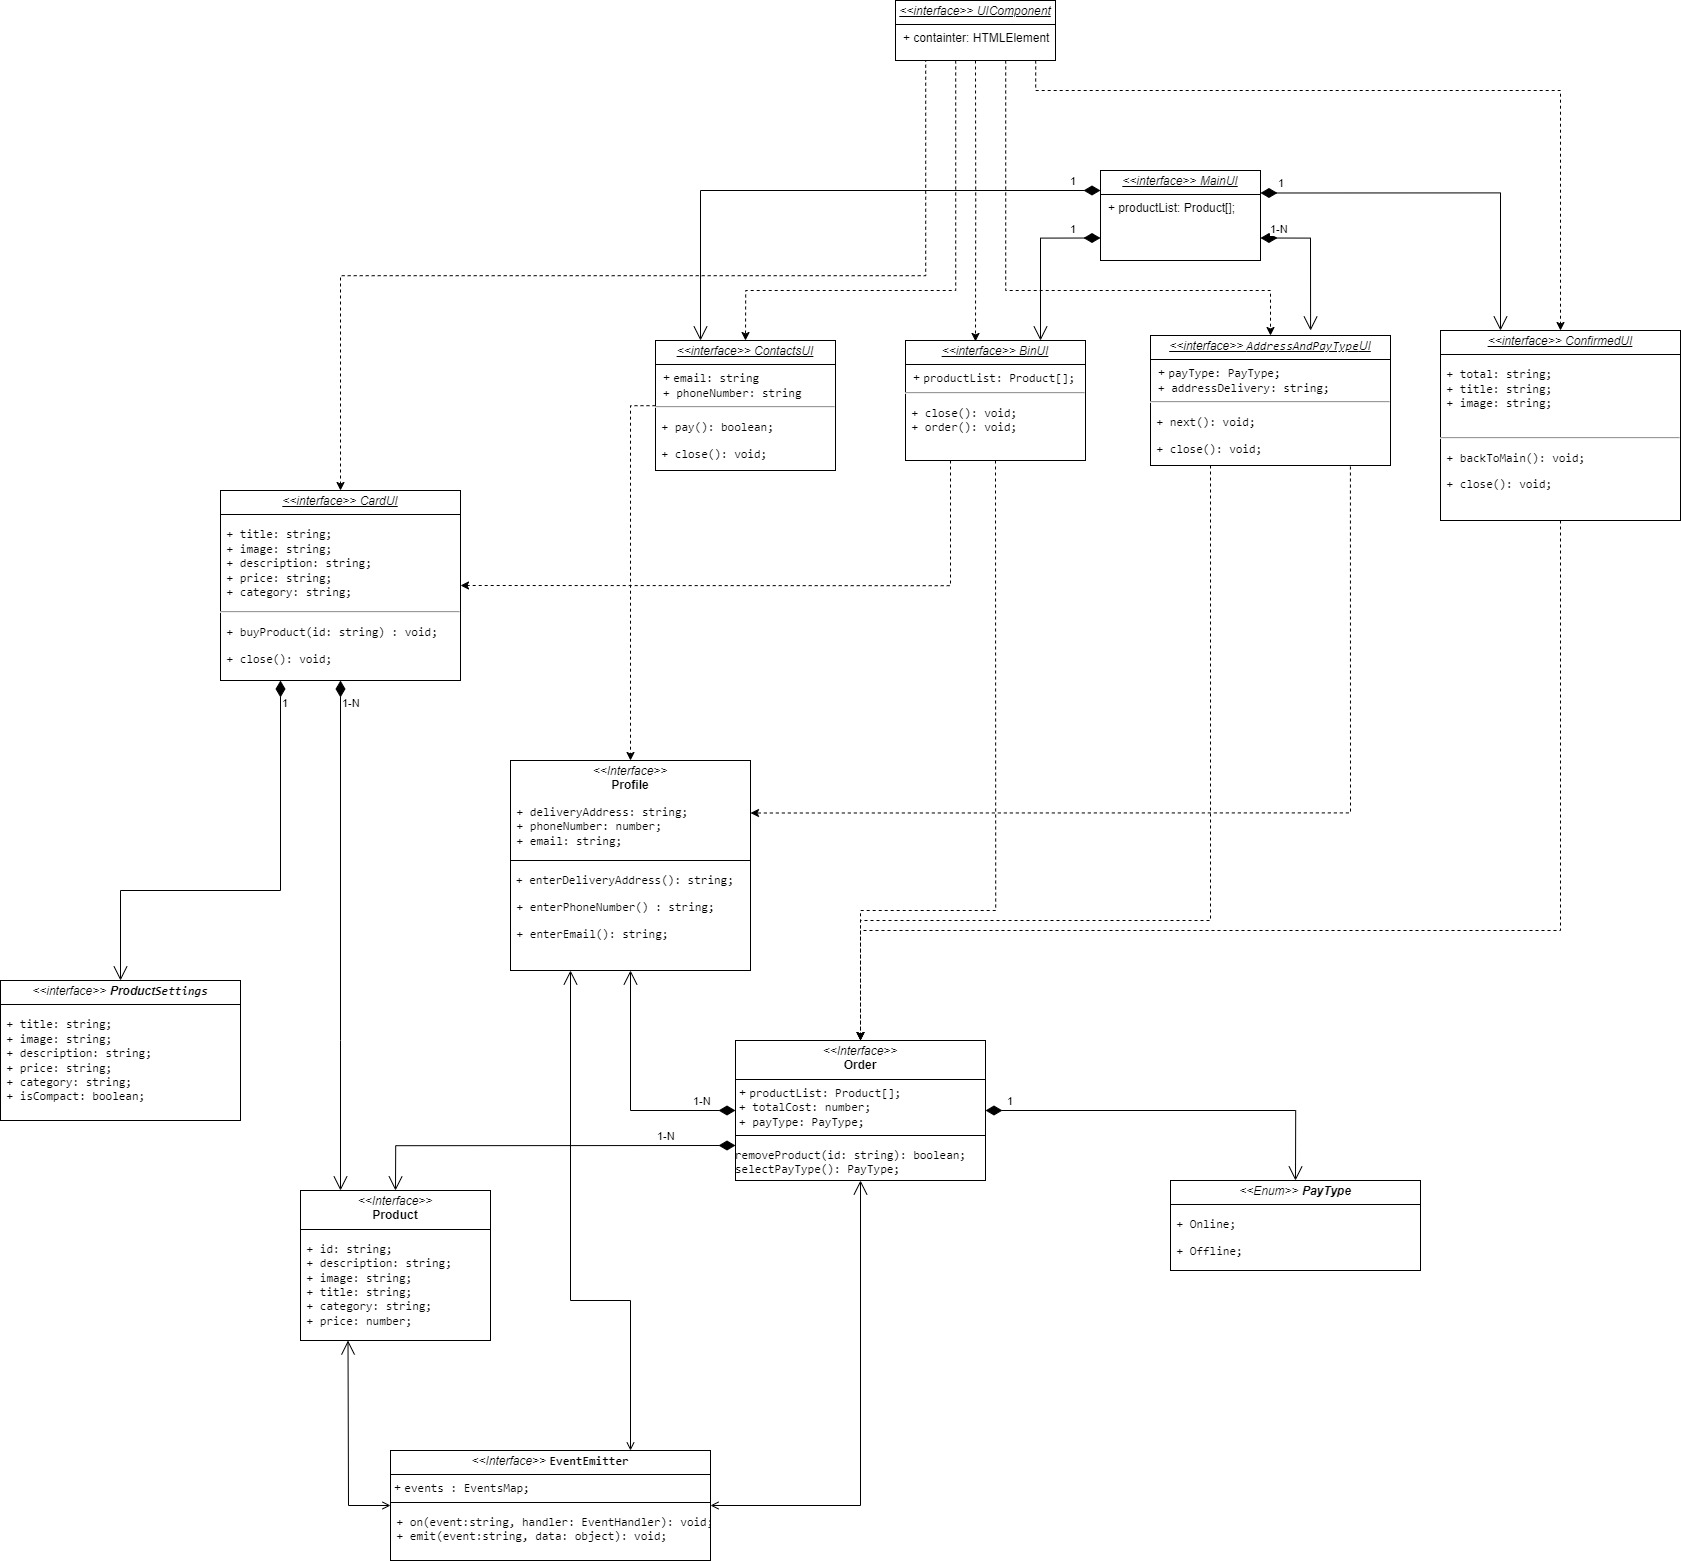 <<interface>> UIComponent
+ containter: HTMLElement
<<interface>> MainUI
+ productList: Product[];
1
1
1
1-N
<<interface>> ContactsUI
+ email: string
+ phoneNumber: string
+ pay(): boolean;
+ close(): void;
<<interface>> BinUI
+ productList: Product[];
+ close(): void;
+ order(): void;
<<interface>> AddressAndPayTypeUI
+ payType: PayType;
+ addressDelivery: string;
+ next(): void;
+ close(): void;
<<interface>> ConfirmedUI
+ total: string;
+ title: string;
+ image: string;
+ backToMain(): void;
+ close(): void;
<<interface>> CardUI
+ title: string;
+ image: string;
+ description: string;
+ price: string;
+ category: string;
+ buyProduct(id: string) : void;
+ close(): void;
1
1-N
<<Interface>>
Profile
+ deliveryAddress: string;
+ phoneNumber: number;
+ email: string;
+ enterDeliveryAddress(): string;
+ enterPhoneNumber() : string;
+ enterEmail(): string;
<<interface>> ProductSettings
+ title: string;
+ image: string;
+ description: string;
+ price: string;
+ category: string;
+ isCompact: boolean;
<<Interface>>
Order
+ productList: Product[];
+ totalCost: number;
+ payType: PayType;
removeProduct(id: string): boolean;
selectPayType(): PayType;
1-N
1-N
1
<<Enum>> PayType
+ Online;
+ Offline;
<<Interface>>
Product
+ id: string;
+ description: string;
+ image: string;
+ title: string;
+ category: string;
+ price: number;
<<Interface>> EventEmitter
+ events : EventsMap;
+ on(event:string, handler: EventHandler): void;
+ emit(event:string, data: object): void;